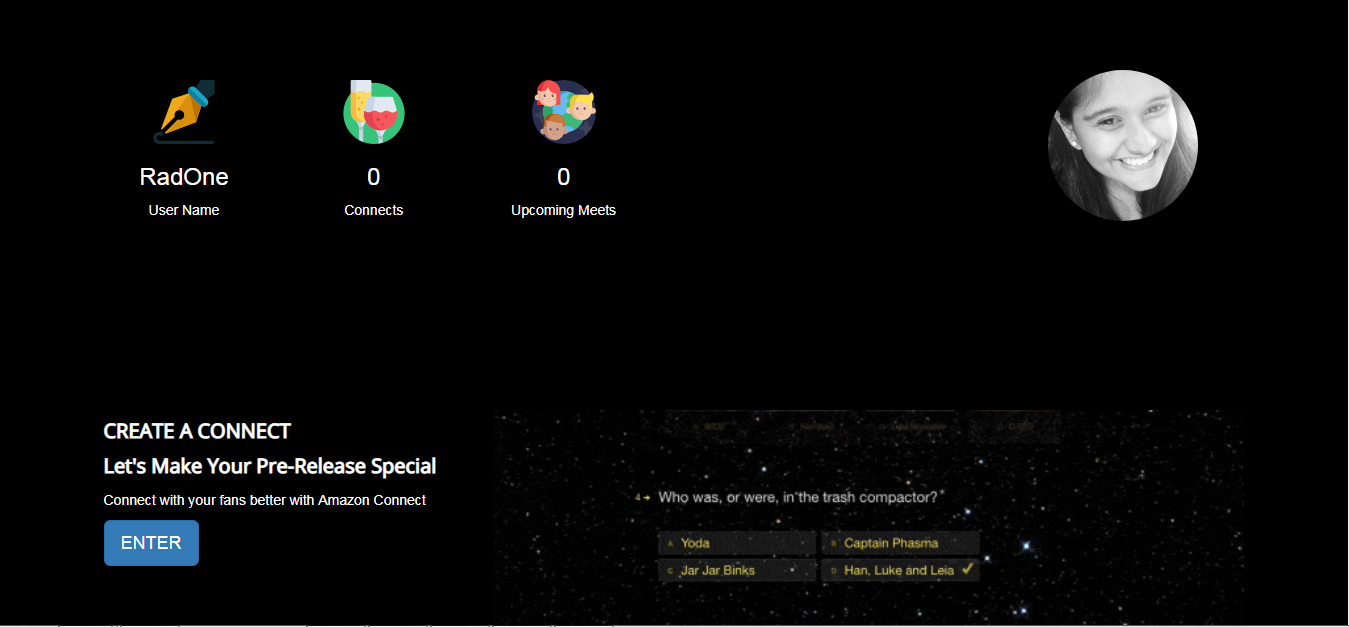 RadOne
User Name
0
Connects
0
Upcoming Meets
CREATE A CONNECT
Let's Make Your Pre-Release Special
Connect with your fans better with Amazon Connect
ENTER
4 → Who was, or were, in the trash compactor?*
A Yoda
B Captain Phasma
C Jar Jar Binks
D Han, Luke and Leia ✓